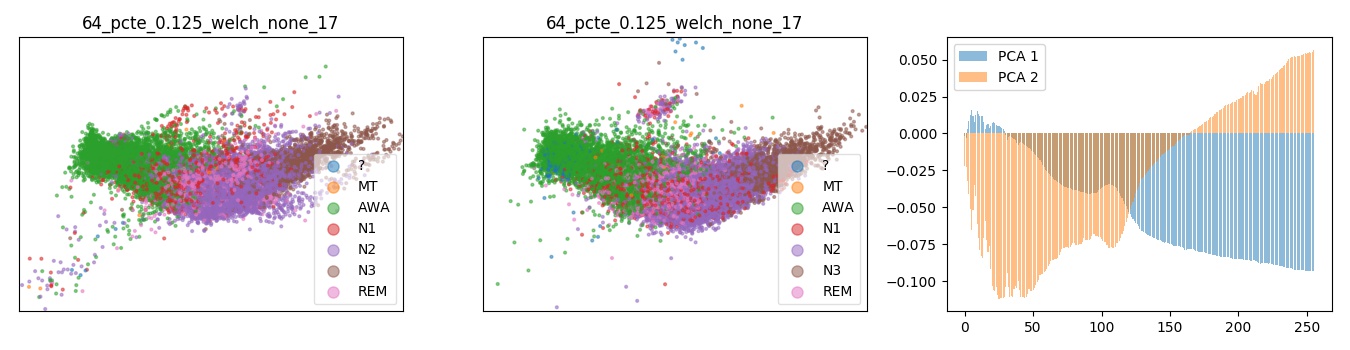 64_pcte_0.125_welch_none_17
?
MT
AWA
N1
N2
N3
REM
64_pcte_0.125_welch_none_17
?
MT
AWA
N1
N2
N3
REM
PCA 1
PCA 2
0.050
0.025
0.000
−0.025
−0.050
−0.075
−0.100
0 50 100 150 200 250